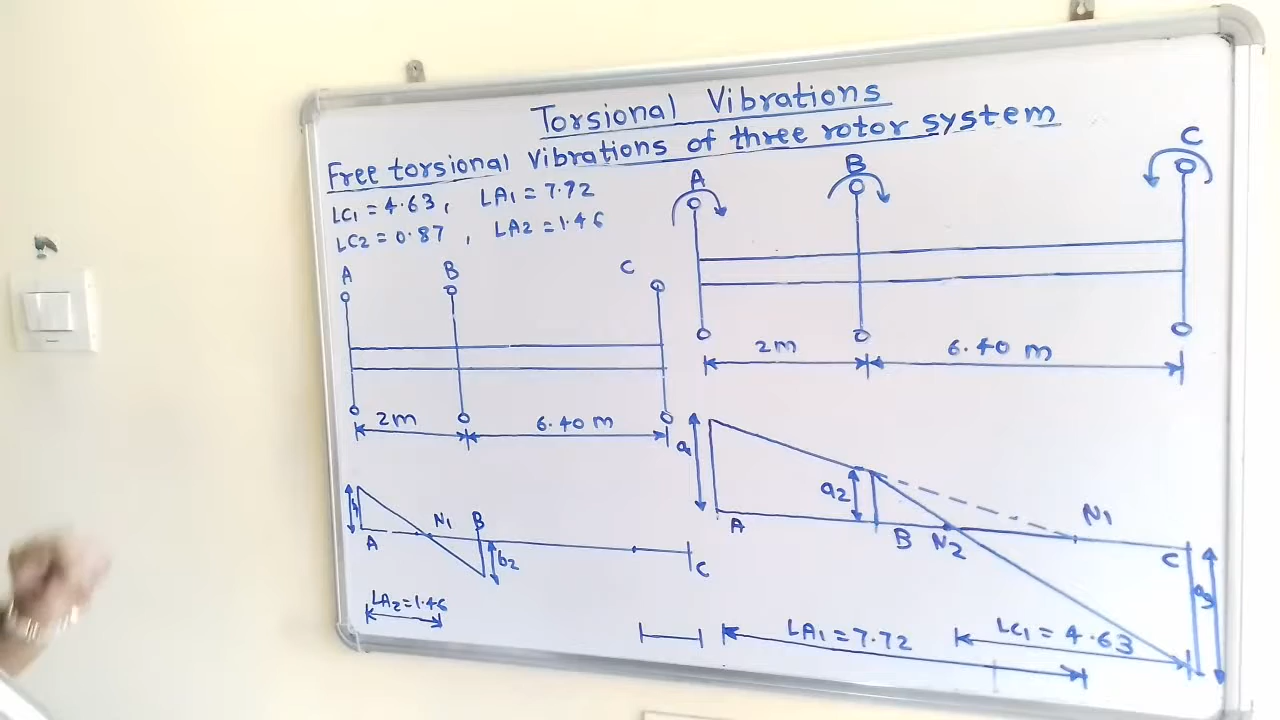 Torsional Vibrations
Free torsional vibrations of three rotor system
LC1 = 4.63, LA1 = 7.72
LC2 = 0.87, LA2 = 1.46
A B C
2m 6.40 m
A N1 B b2 C
LA2 = 1.46
A B C
2m 6.40 m
a2
A B N2 N1 C
a3
LA1 = 7.72 LC1 = 4.63